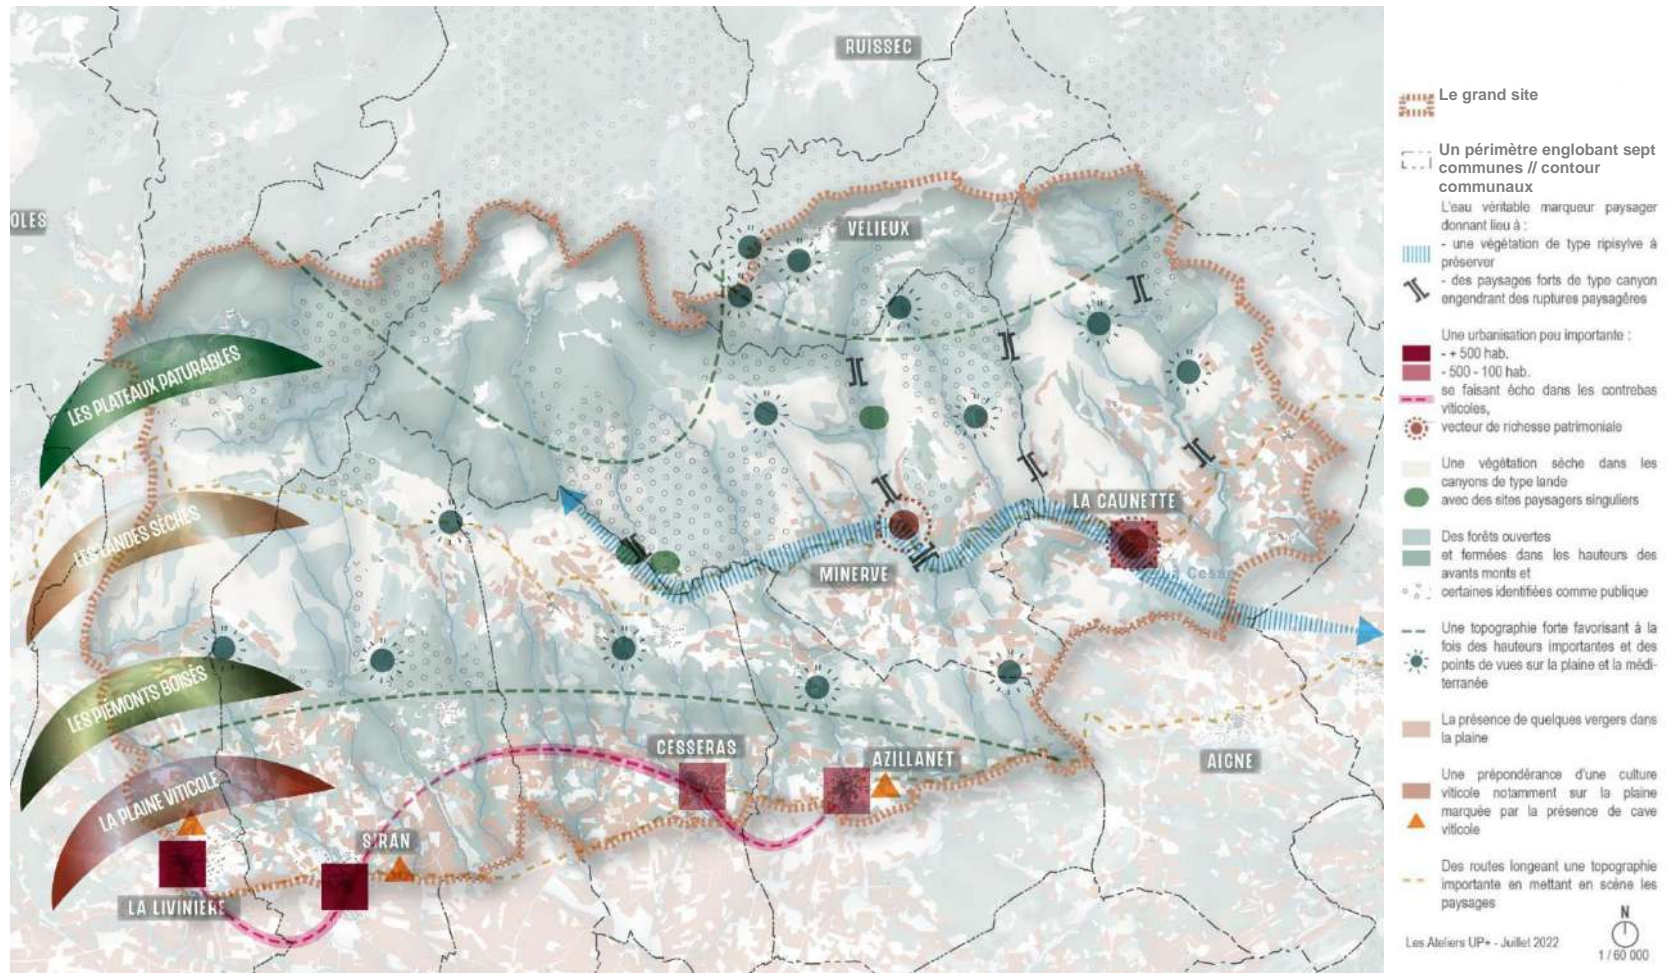 RUISSEC
OLES
VÉLIEUX
LES PLATEAUX PATURABLES
LES LANDES SÈCHÉS
LA CAUNETTE
MINERVE
LES PIÉMONTS BOISÉS
CESSERAS
AZILLANET
AIGNE
LA PLAINE VITICOLE
SIRAN
LA LIVINIÈRE
Le grand site
Un périmètre englobant sept
communes // contour
communaux
L'eau véritable marqueur paysager
donnant lieu à :
- une végétation de type ripisylve à
préserver
- des paysages forts de type canyon
engendrant des ruptures paysagères
Une urbanisation peu importante :
- + 500 hab.
- 500 - 100 hab.
se faisant écho dans les contrebas
viticoles,
vecteur de richesse patrimoniale
Une végétation sèche dans les
canyons de type lande
avec des sites paysagers singuliers
Des forêts ouvertes
et fermées dans les hauteurs des
avants monts et
certaines identifiées comme publique
Une topographie forte favorisant à la
fois des hauteurs importantes et des
points de vues sur la plaine et la médi-
terranée
La présence de quelques vergers dans
la plaine
Une prépondérance d'une culture
viticole notamment sur la plaine
marquée par la présence de cave
viticole
Des routes longeant une topographie
importante en mettant en scène les
paysages
Les Ateliers UP+ - Juillet 2022
N
1 / 60 000